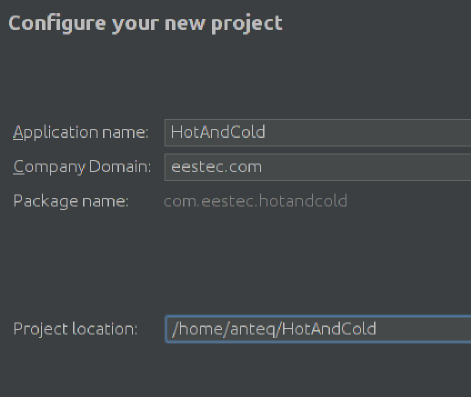 Configure your new project
Application name: HotAndCold
Company Domain: eestec.com
Package name: com.eestec.hotandcold
Project location: /home/anteq/HotAndCold